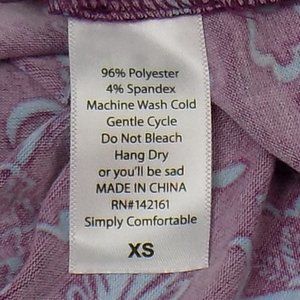 96% Polyester
4% Spandex
Machine Wash Cold
Gentle Cycle
Do Not Bleach
Hang Dry
or you'll be sad
MADE IN CHINA
RN#142161
Simply Comfortable
XS